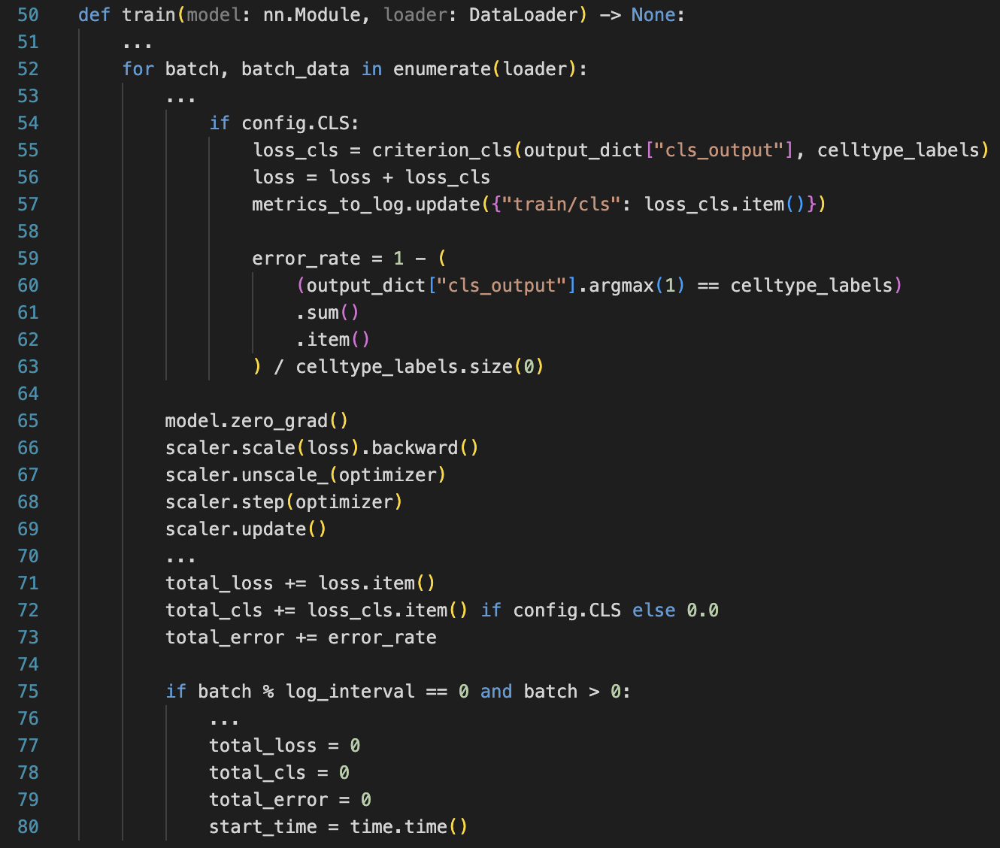 50 def train(model: nn.Module, loader: DataLoader) -> None:
51 ...
52 for batch, batch_data in enumerate(loader):
53 ...
54 if config.CLS:
55 loss_cls = criterion_cls(output_dict["cls_output"], celltype_labels)
56 loss = loss + loss_cls
57 metrics_to_log.update({"train/cls": loss_cls.item()})
58
59 error_rate = 1 - (
60 (output_dict["cls_output"].argmax(1) == celltype_labels)
61 .sum()
62 .item()
63 ) / celltype_labels.size(0)
64
65 model.zero_grad()
66 scaler.scale(loss).backward()
67 scaler.unscale_(optimizer)
68 scaler.step(optimizer)
69 scaler.update()
70 ...
71 total_loss += loss.item()
72 total_cls += loss_cls.item() if config.CLS else 0.0
73 total_error += error_rate
74
75 if batch % log_interval == 0 and batch > 0:
76 ...
77 total_loss = 0
78 total_cls = 0
79 total_error = 0
80 start_time = time.time()